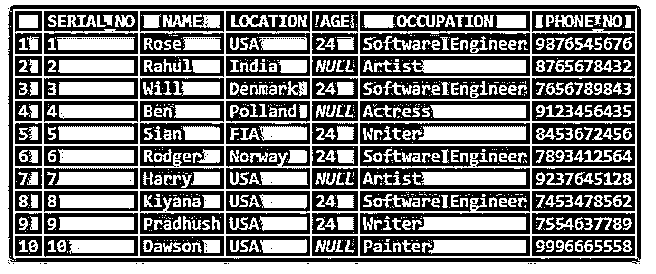 SERIAL_NO NAME LOCATION AGE OCCUPATION PHONE_NO
1 1 Rose USA 24 Software Engineer 9876545676
2 2 Rahul India NULL Artist 8765678432
3 3 Will Denmark 24 Software Engineer 7656789843
4 4 Ben Polland NULL Actress 9123456435
5 5 Sian FIA 24 Writer 8453672456
6 6 Rodger Norway 24 Software Engineer 7893412564
7 7 Harry USA NULL Artist 9237645128
8 8 Kiyana USA 24 Software Engineer 7453478562
9 9 Pradhush USA 24 Writer 7554637789
10 10 Dawson USA NULL Painter 9996665558